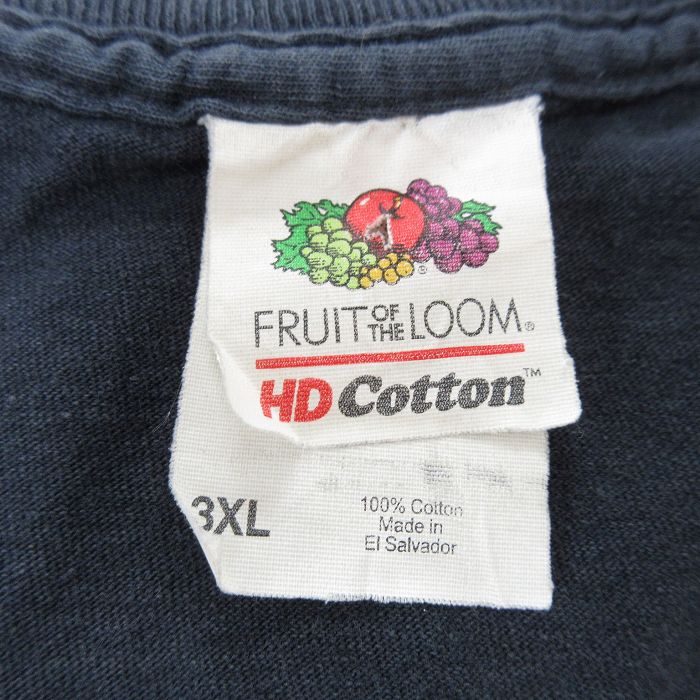 ®
FRUIT OF THE LOOM®
HD Cotton™
3XL
100% Cotton
Made in
El Salvador